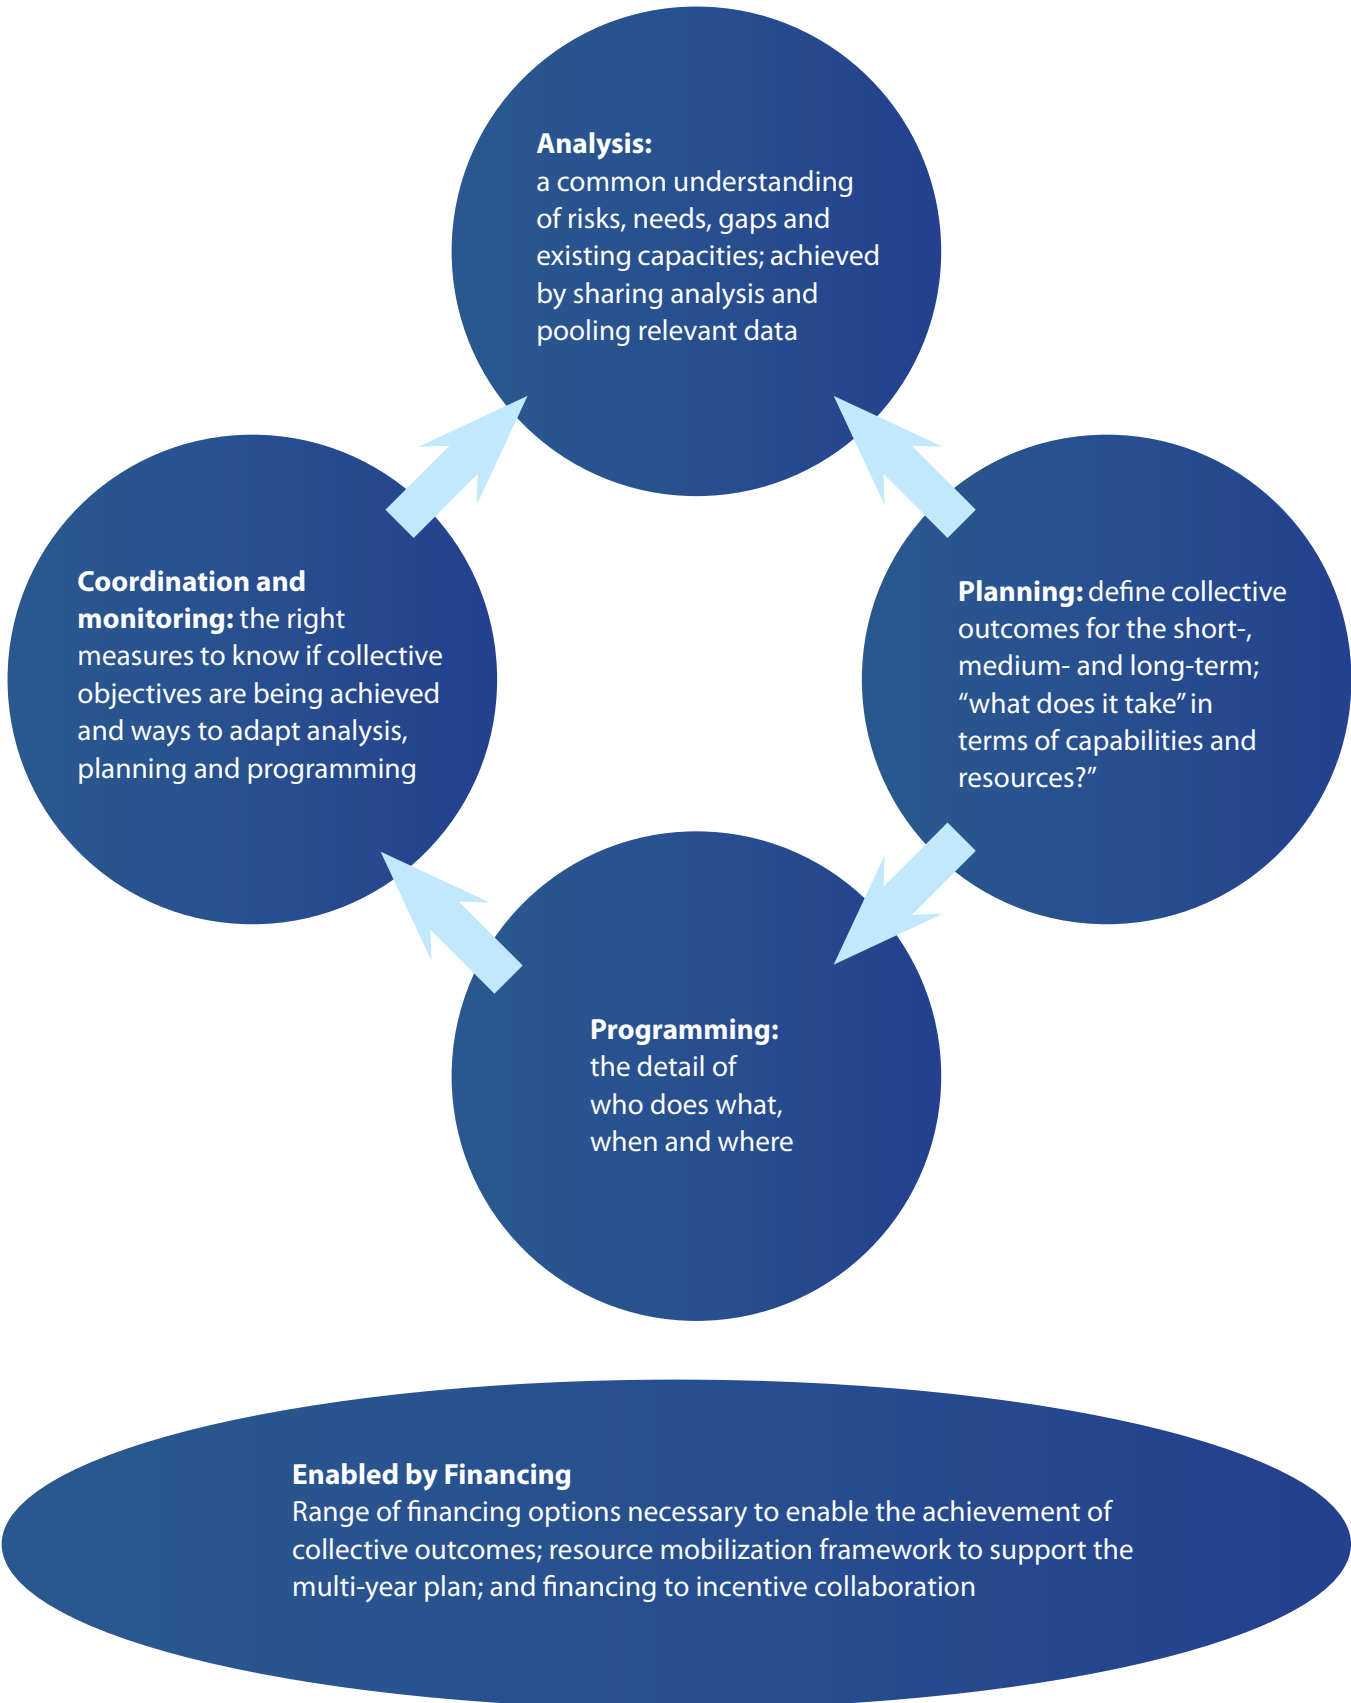 Analysis:
a common understanding
of risks, needs, gaps and
existing capacities; achieved
by sharing analysis and
pooling relevant data
Coordination and
monitoring: the right
measures to know if collective
objectives are being achieved
and ways to adapt analysis,
planning and programming
Planning: define collective
outcomes for the short-,
medium- and long-term;
“what does it take” in
terms of capabilities and
resources?”
Programming:
the detail of
who does what,
when and where
Enabled by Financing
Range of financing options necessary to enable the achievement of
collective outcomes; resource mobilization framework to support the
multi-year plan; and financing to incentive collaboration